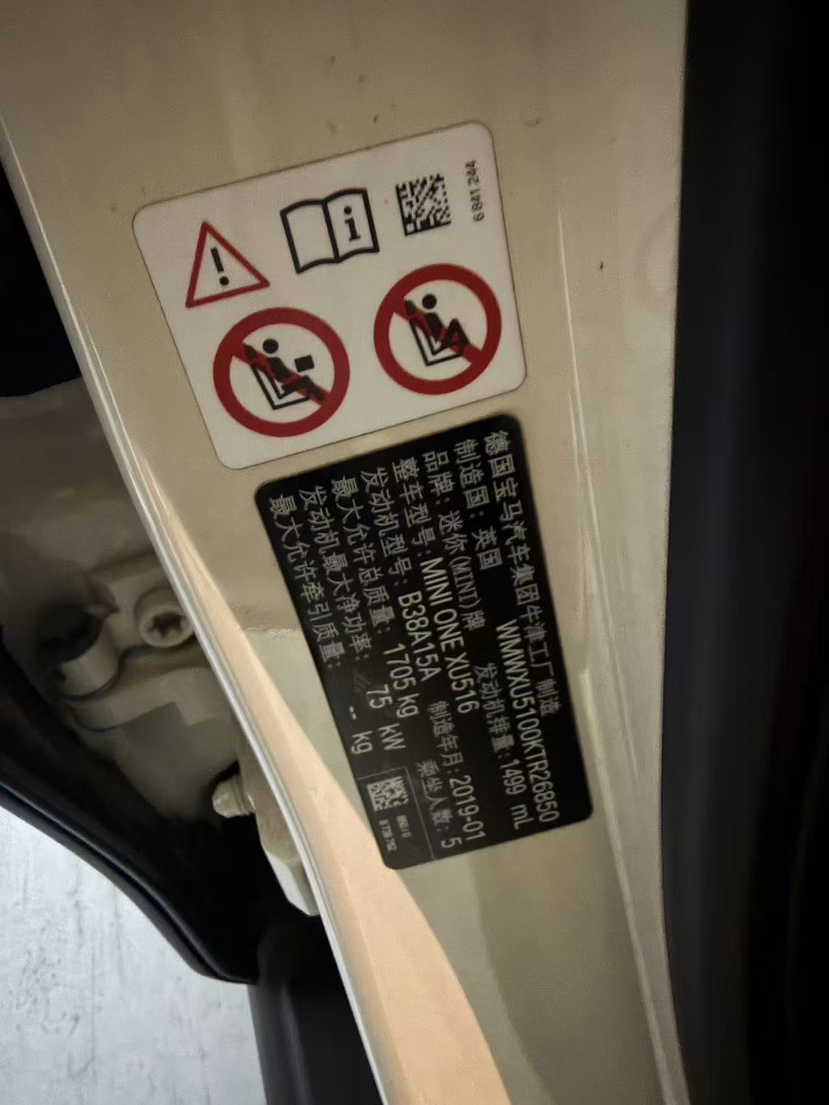 6 841 244
德国宝马汽车集团牛津工厂制造
制造国：英国 WMWXU5100KTR26850
品牌：迷你(MINI)牌 发动机排量：1499 mL
整车型号：MINI ONE XU516
发动机型号：B38A15A 制造年月：2019-01
最大允许总质量：1705 kg 乘坐人数：5
发动机最大净功率：75 kW
最大允许牵引质量：-- kg